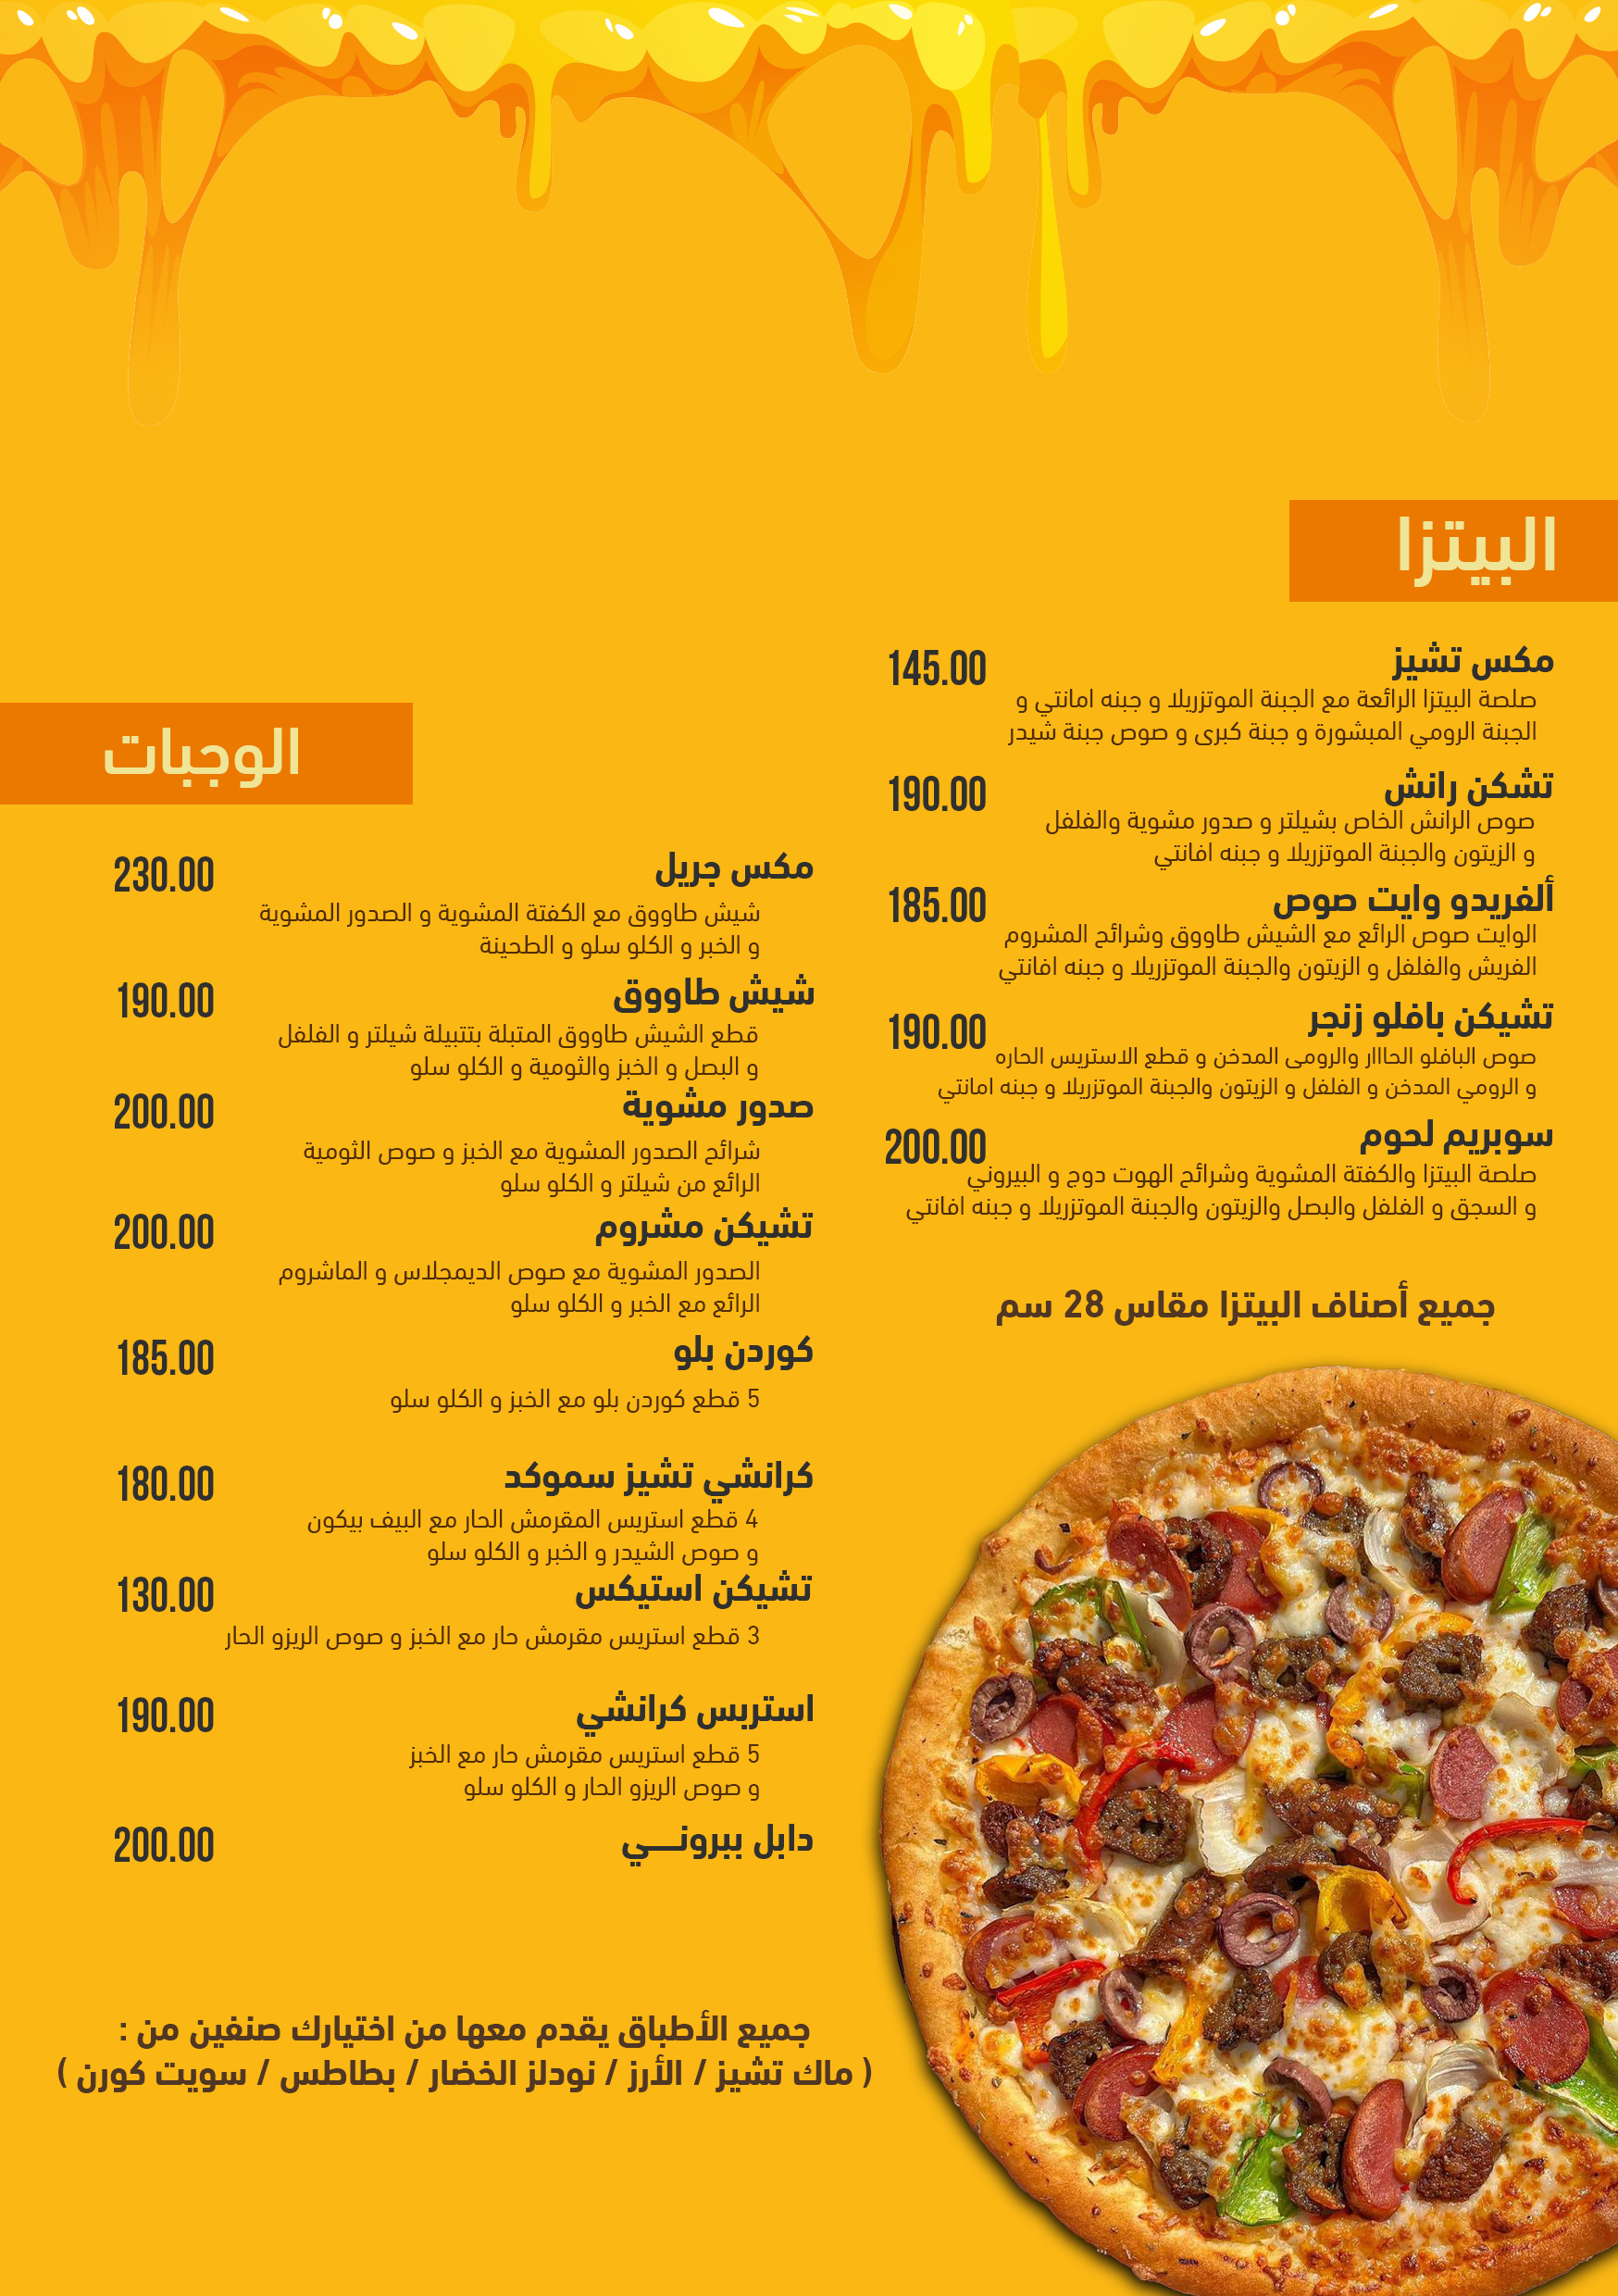 البيتزا
مكس تشيز
145.00
صلصة البيتزا الرائعة مع الجبنة الموتزريلا و جبنه امانتي و
الجبنة الرومي المبشورة و جبنة كبرى و صوص جبنة شيدر
تشكن رانش
190.00
صوص الرانش الخاص بشيلتر و صدور مشوية والفلفل
و الزيتون والجبنة الموتزريلا و جبنه افانتي
ألفريدو وايت صوص
185.00
الوايت صوص الرائع مع الشيش طاووق وشرائح المشروم
الفريش والفلفل و الزيتون والجبنة الموتزريلا و جبنه افانتي
تشيكن بافلو زنجر
190.00
صوص البافلو الحااار والرومى المدخن و قطع الاستربس الحاره
و الرومي المدخن و الفلفل و الزيتون والجبنة الموتزريلا و جبنه امانتي
سوبريم لحوم
200.00
صلصة البيتزا والكفتة المشوية وشرائح الهوت دوج و البيروني
و السجق و الفلفل والبصل والزيتون والجبنة الموتزريلا و جبنه افانتي
جميع أصناف البيتزا مقاس 28 سم
الوجبات
مكس جريل
230.00
شيش طاووق مع الكفتة المشوية و الصدور المشوية
و الخبر و الكلو سلو و الطحينة
شيش طاووق
190.00
قطع الشيش طاووق المتبلة بتتبيلة شيلتر و الفلفل
و البصل و الخبز والثومية و الكلو سلو
صدور مشوية
200.00
شرائح الصدور المشوية مع الخبز و صوص الثومية
الرائع من شيلتر و الكلو سلو
تشيكن مشروم
200.00
الصدور المشوية مع صوص الديمجلاس و الماشروم
الرائع مع الخبر و الكلو سلو
كوردن بلو
185.00
5 قطع كوردن بلو مع الخبز و الكلو سلو
كرانشي تشيز سموكد
180.00
4 قطع استربس المقرمش الحار مع البيف بيكون
و صوص الشيدر و الخبر و الكلو سلو
تشيكن استيكس
130.00
3 قطع استربس مقرمش حار مع الخبز و صوص الريزو الحار
استربس كرانشي
190.00
5 قطع استربس مقرمش حار مع الخبز
و صوص الريزو الحار و الكلو سلو
دابل ببرونـــي
200.00
جميع الأطباق يقدم معها من اختيارك صنفين من :
( ماك تشيز / الأرز / نودلز الخضار / بطاطس / سويت كورن )